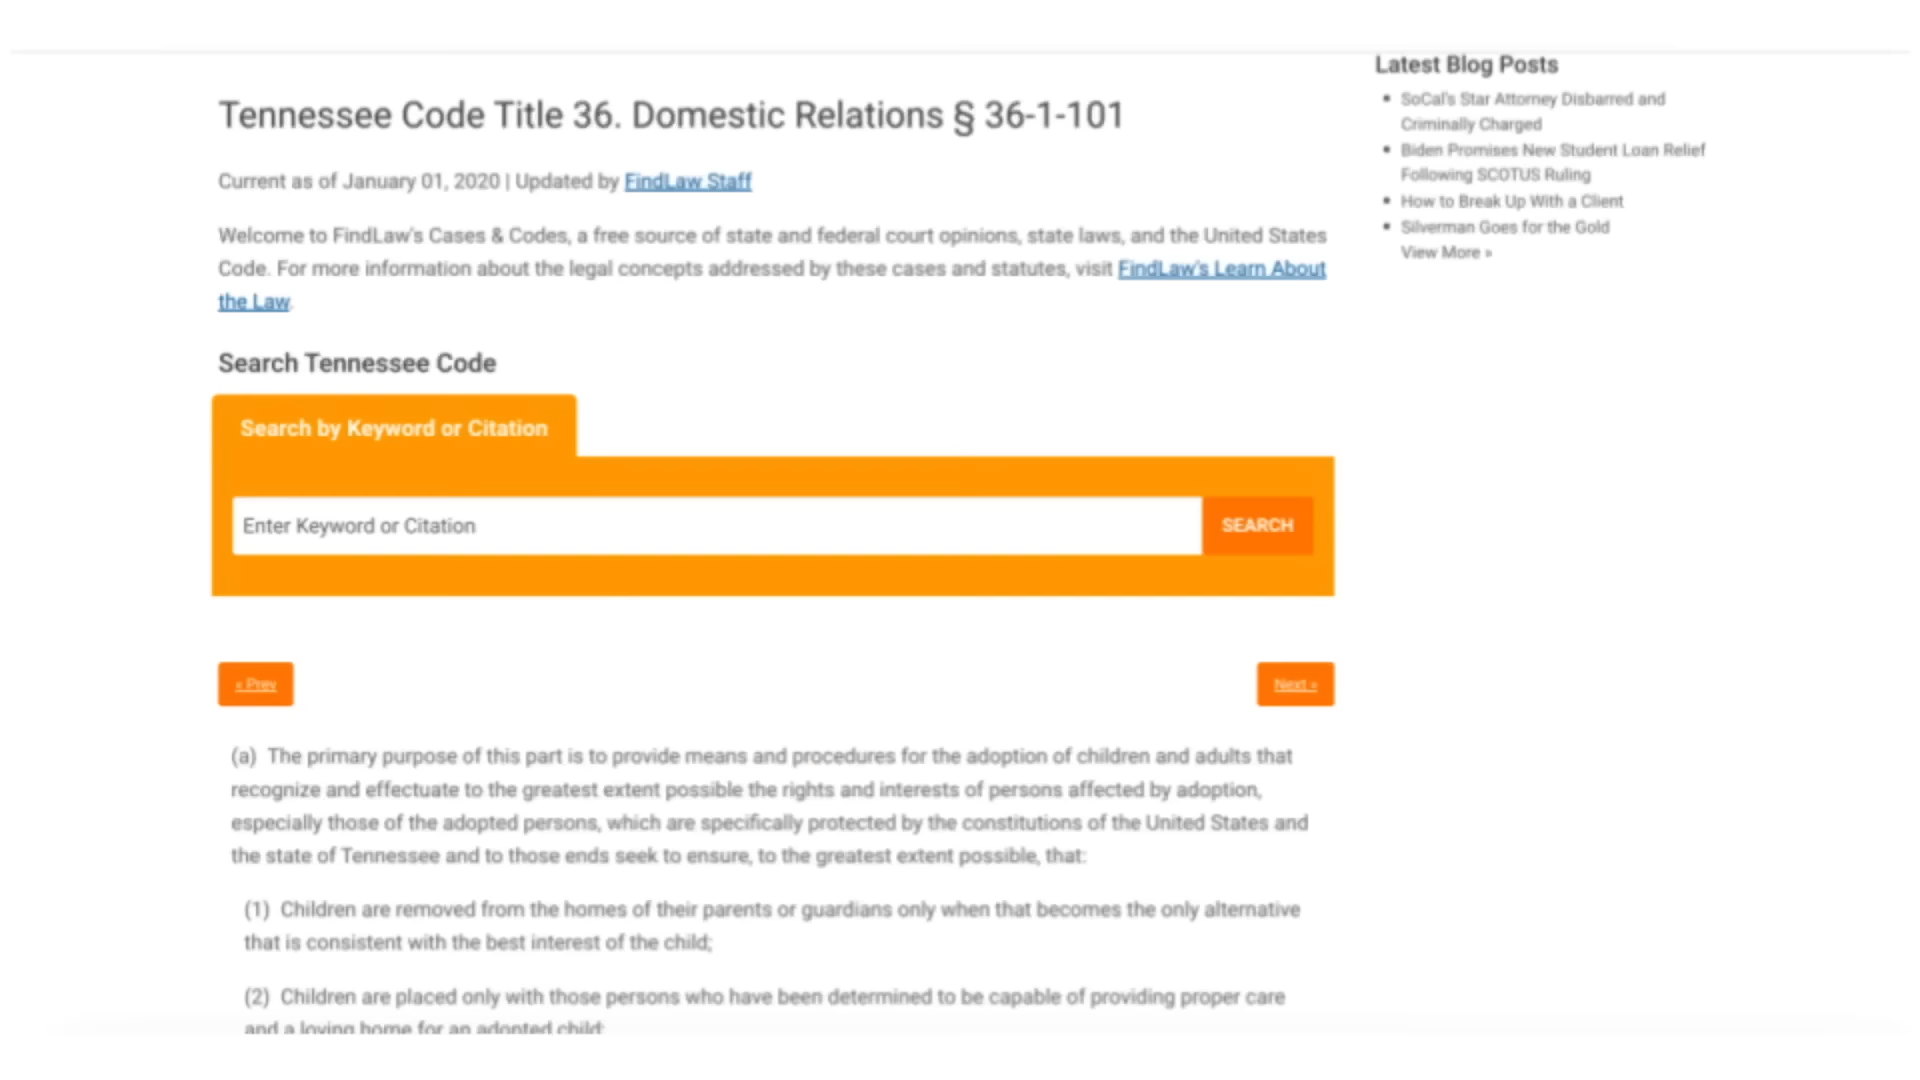 Latest Blog Posts
• SoCal's Star Attorney Disbarred and
Criminally Charged
• Biden Promises New Student Loan Relief
Following SCOTUS Ruling
• How to Break Up With a Client
• Silverman Goes for the Gold
View More »
Tennessee Code Title 36. Domestic Relations § 36-1-101
Current as of January 01, 2020 | Updated by FindLaw Staff
Welcome to FindLaw's Cases & Codes, a free source of state and federal court opinions, state laws, and the United States
Code. For more information about the legal concepts addressed by these cases and statutes, visit FindLaw's Learn About
the Law.
Search Tennessee Code
Search by Keyword or Citation
Enter Keyword or Citation
SEARCH
« Prev
Next »
(a) The primary purpose of this part is to provide means and procedures for the adoption of children and adults that
recognize and effectuate to the greatest extent possible the rights and interests of persons affected by adoption,
especially those of the adopted persons, which are specifically protected by the constitutions of the United States and
the state of Tennessee and to those ends seek to ensure, to the greatest extent possible, that:
(1) Children are removed from the homes of their parents or guardians only when that becomes the only alternative
that is consistent with the best interest of the child;
(2) Children are placed only with those persons who have been determined to be capable of providing proper care
and a loving home for an adopted child;